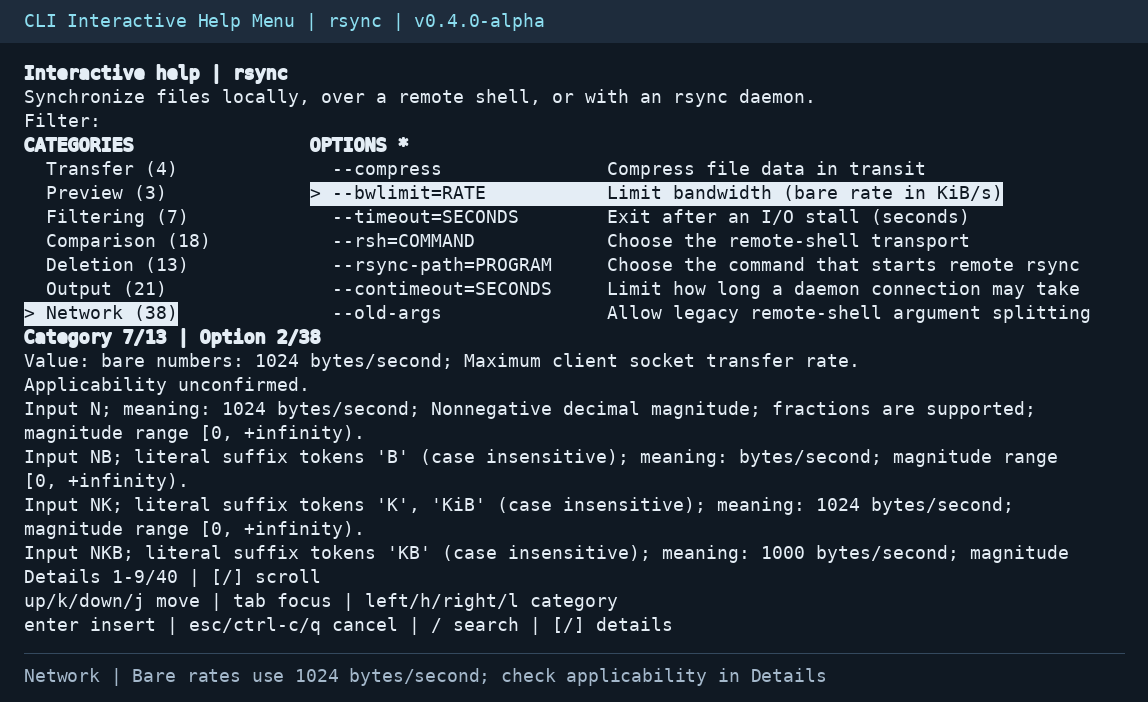 CLI Interactive Help Menu | rsync | v0.4.0-alpha
Interactive help | rsync
Synchronize files locally, over a remote shell, or with an rsync daemon.
Filter:
CATEGORIES                OPTIONS *
  Transfer (4)              --compress               Compress file data in transit
  Preview (3)             > --bwlimit=RATE           Limit bandwidth (bare rate in KiB/s)
  Filtering (7)             --timeout=SECONDS        Exit after an I/O stall (seconds)
  Comparison (18)           --rsh=COMMAND            Choose the remote-shell transport
  Deletion (13)             --rsync-path=PROGRAM     Choose the command that starts remote rsync
  Output (21)               --contimeout=SECONDS     Limit how long a daemon connection may take
> Network (38)              --old-args               Allow legacy remote-shell argument splitting
Category 7/13 | Option 2/38
Value: bare numbers: 1024 bytes/second; Maximum client socket transfer rate.
Applicability unconfirmed.
Input N; meaning: 1024 bytes/second; Nonnegative decimal magnitude; fractions are supported;
magnitude range [0, +infinity).
Input NB; literal suffix tokens 'B' (case insensitive); meaning: bytes/second; magnitude range
[0, +infinity).
Input NK; literal suffix tokens 'K', 'KiB' (case insensitive); meaning: 1024 bytes/second;
magnitude range [0, +infinity).
Input NKB; literal suffix tokens 'KB' (case insensitive); meaning: 1000 bytes/second; magnitude
Details 1-9/40 | [/] scroll
up/k/down/j move | tab focus | left/h/right/l category
enter insert | esc/ctrl-c/q cancel | / search | [/] details
Network | Bare rates use 1024 bytes/second; check applicability in Details